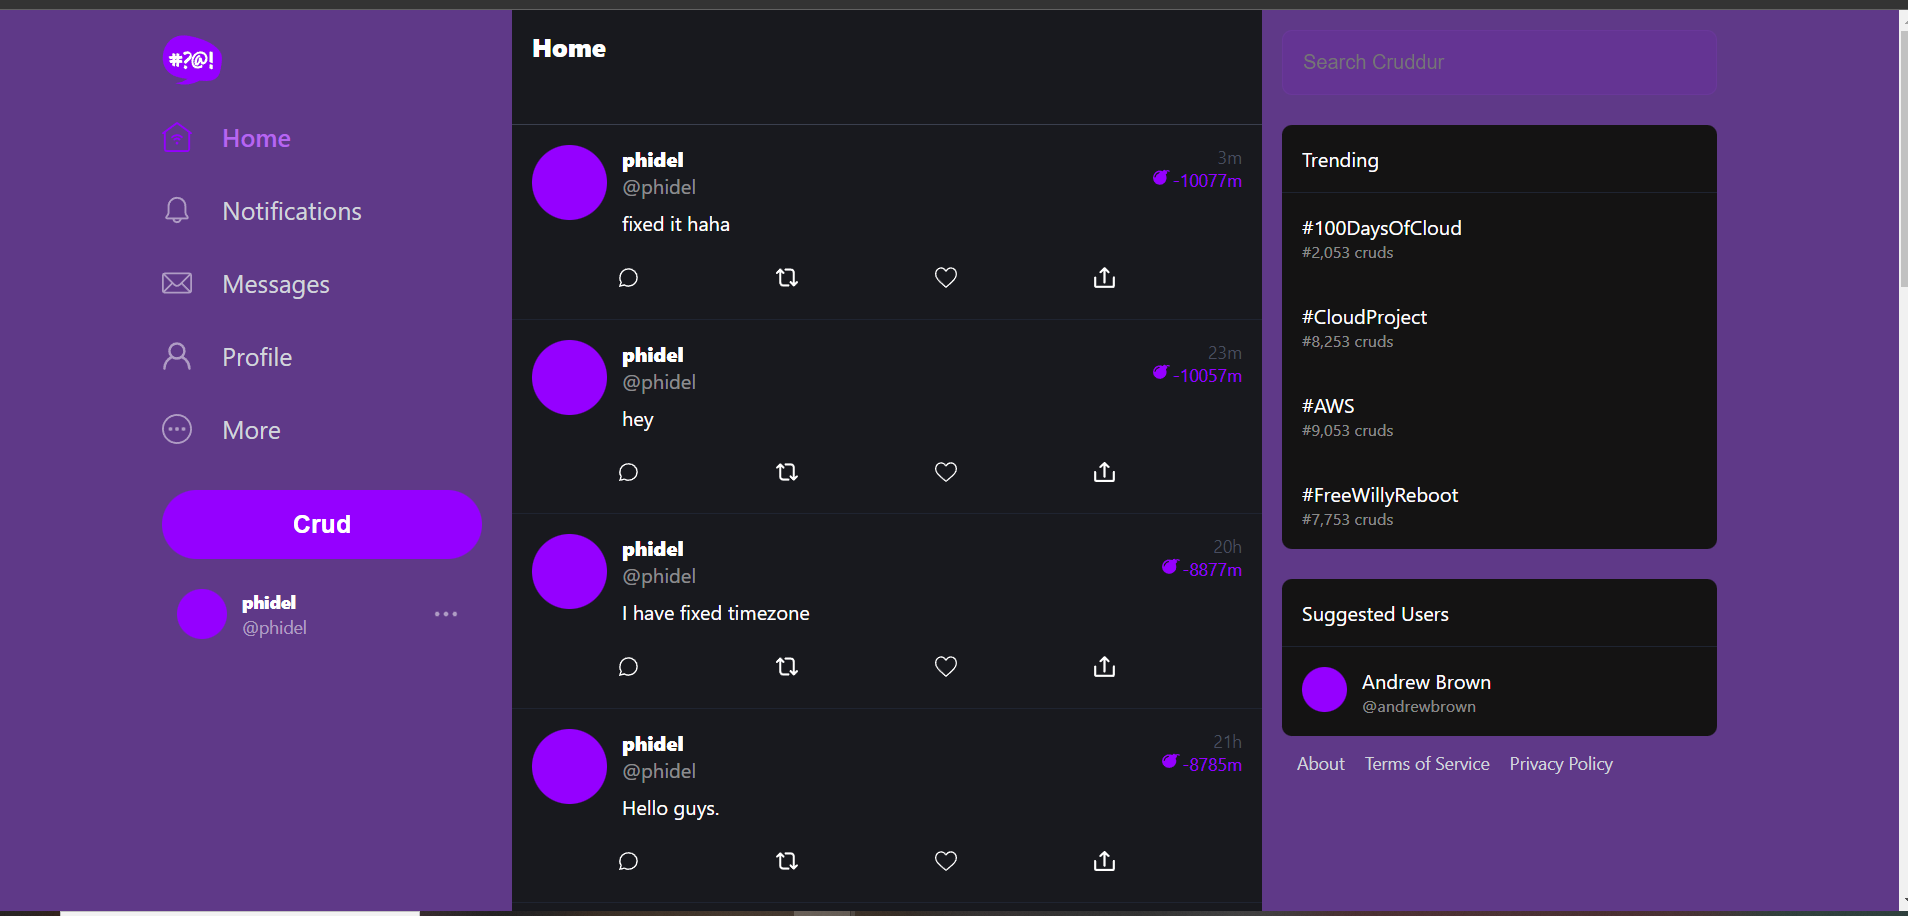 #?@!
Home
Notifications
Messages
Profile
More
Crud
phidel
@phidel
Home
phidel
@phidel
3m
-10077m
fixed it haha
phidel
@phidel
23m
-10057m
hey
phidel
@phidel
20h
-8877m
I have fixed timezone
phidel
@phidel
21h
-8785m
Hello guys.
Search Cruddur
Trending
#100DaysOfCloud
#2,053 cruds
#CloudProject
#8,253 cruds
#AWS
#9,053 cruds
#FreeWillyReboot
#7,753 cruds
Suggested Users
Andrew Brown
@andrewbrown
About Terms of Service Privacy Policy